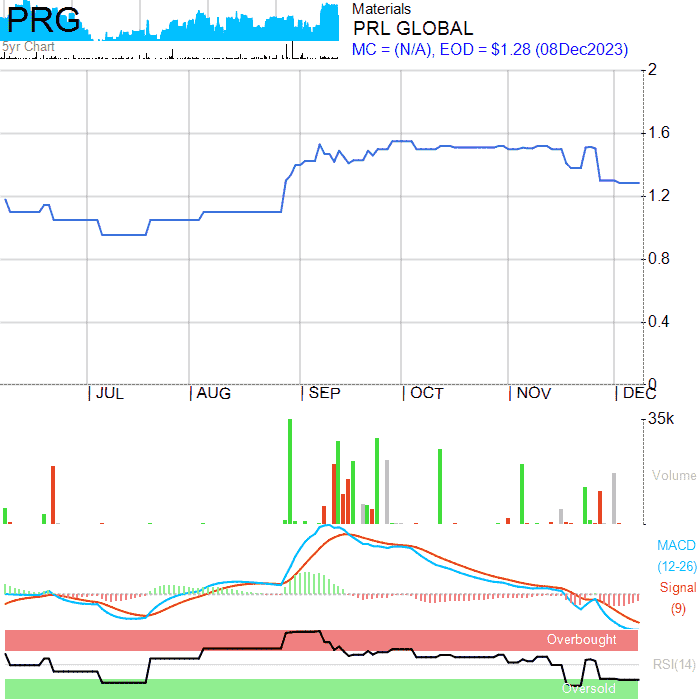 PRG
5yr Chart
Materials
PRL GLOBAL
MC = (N/A), EOD = $1.28 (08Dec2023)
2
1.6
1.2
0.8
0.4
0
JUL AUG SEP OCT NOV DEC
35k
Volume
MACD
(12-26)
Signal
(9)
Overbought
RSI(14)
Oversold